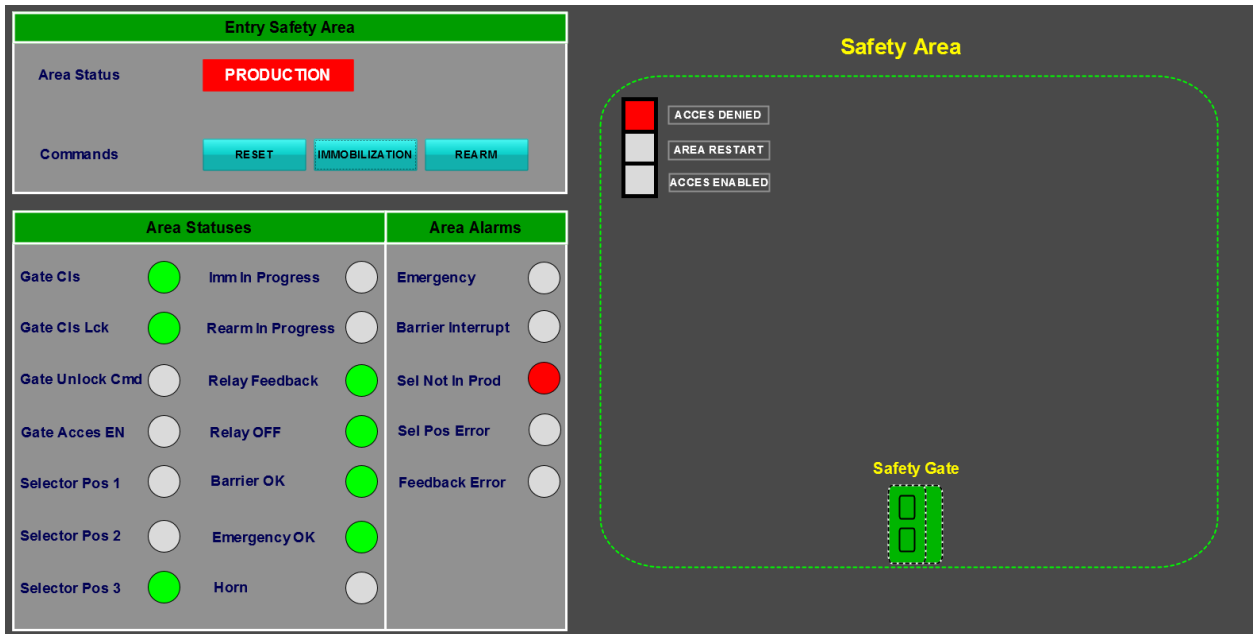 Entry Safety Area
Area Status
PRODUCTION
Commands
RESET
IMMOBILIZATION
REARM
Area Statuses
Area Alarms
Gate Cls
Imm In Progress
Emergency
Gate Cls Lck
Rearm In Progress
Barrier Interrupt
Gate Unlock Cmd
Relay Feedback
Sel Not In Prod
Gate Acces EN
Relay OFF
Sel Pos Error
Selector Pos 1
Barrier OK
Feedback Error
Selector Pos 2
Emergency OK
Selector Pos 3
Horn
Safety Area
ACCES DENIED
AREA RESTART
ACCES ENABLED
Safety Gate